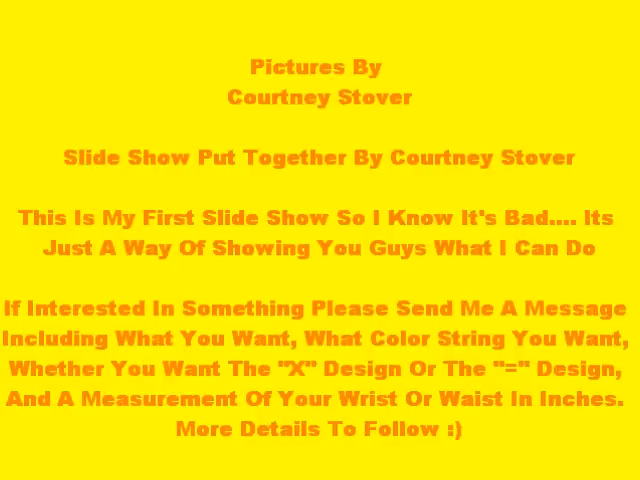 Pictures By
Courtney Stover
Slide Show Put Together By Courtney Stover
This Is My First Slide Show So I Know It's Bad.... Its
Just A Way Of Showing You Guys What I Can Do
If Interested In Something Please Send Me A Message
Including What You Want, What Color String You Want,
Whether You Want The "X" Design Or The "=" Design,
And A Measurement Of Your Wrist Or Waist In Inches.
More Details To Follow :)